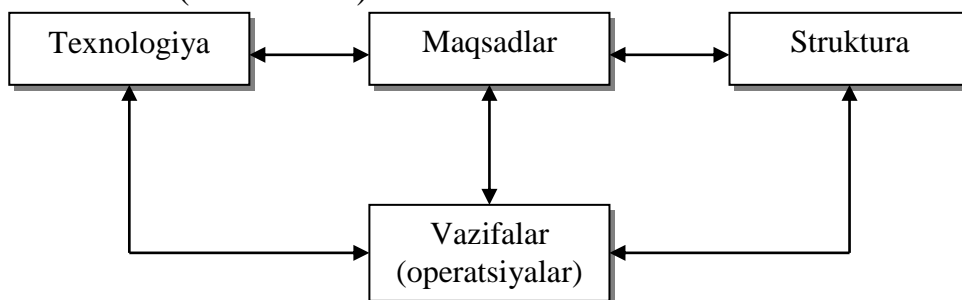 Texnologiya
Maqsadlar
Struktura
Vazifalar
(operatsiyalar)